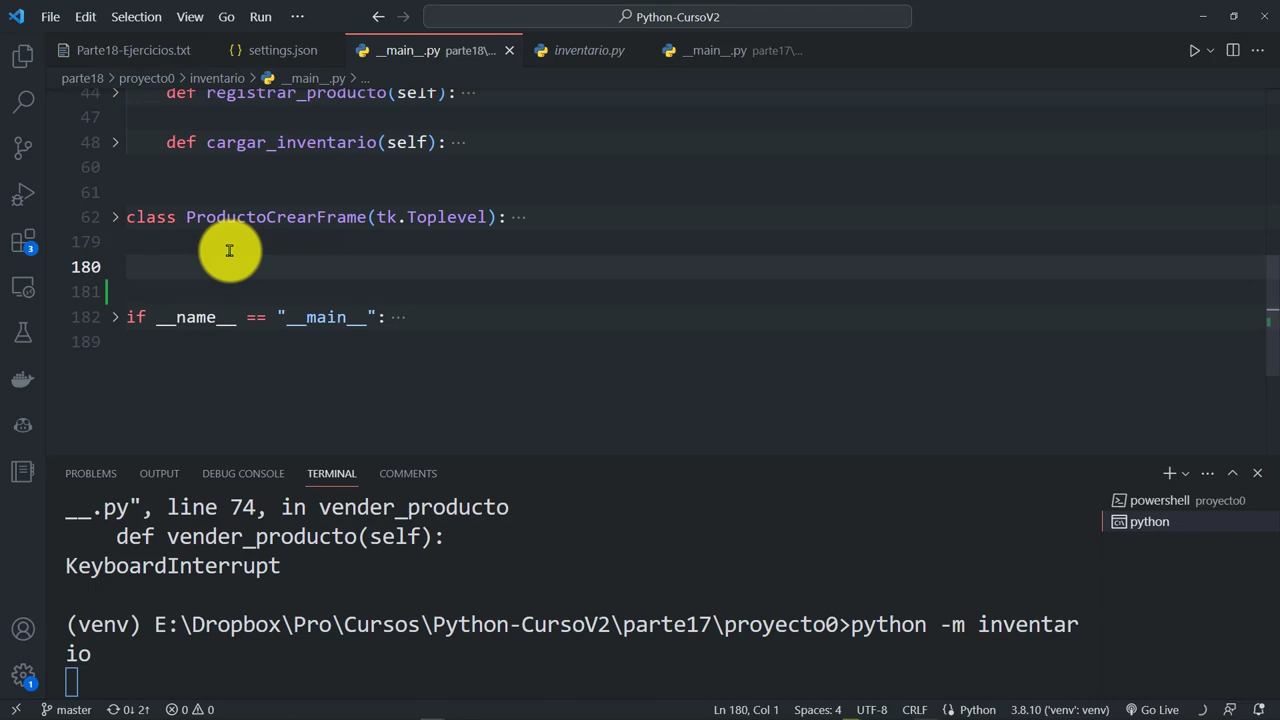 File Edit Selection View Go Run ··· Python-CursoV2
Parte18-Ejercicios.txt settings.json __main__.py parte18\... inventario.py __main__.py parte17\...
parte18 > proyecto0 > inventario > __main__.py > ...
44 def registrar_producto(self): ···
47
48 def cargar_inventario(self): ···
60
61
62 class ProductoCrearFrame(tk.Toplevel): ···
179
180
181
182 if __name__ == "__main__": ···
189
PROBLEMS OUTPUT DEBUG CONSOLE TERMINAL COMMENTS
__.py", line 74, in vender_producto
def vender_producto(self):
KeyboardInterrupt
(venv) E:\Dropbox\Pro\Cursos\Python-CursoV2\parte17\proyecto0>python -m inventar
io
powershell proyecto0
python
3
1
master 0↓ 2↑ 0 0 Ln 180, Col 1 Spaces: 4 UTF-8 CRLF Python 3.8.10 ('venv': venv) Go Live